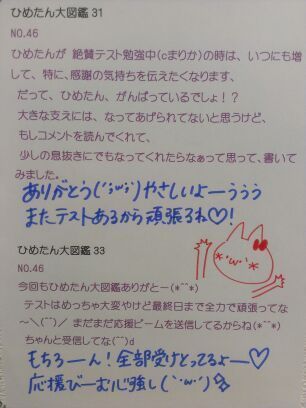 ひめたん大図鑑 31
NO.46
ひめたんが 絶賛テスト勉強中(cまりか)の時は、いつにも増
して、特に、感謝の気持ちを伝えたくなります、
だって、ひめたん、がんばっているでしょ！？
大きな支えには、なってあげられてないと思うけど、
もしコメントを読んでくれて、
少しの息抜きにでもなってくれたらなぁって思って、書いて
みました。
ありがとう(´;ω;`)やさしいよーううう
またテストあるから頑張るね♡!
ひめたん大図鑑 33
NO.46
今回もひめたん大図鑑ありがとー(*^^*)
テストはめっちゃ大変やけど最終日まで全力で頑張ってな
～＼(^^)／ まだまだ応援ビームを送信してるからね(*^^*)
ちゃんと受信してな(^^)d
もちろーん!全部受けとってるよー♡
応援びーむ心強し(`・ω・´)